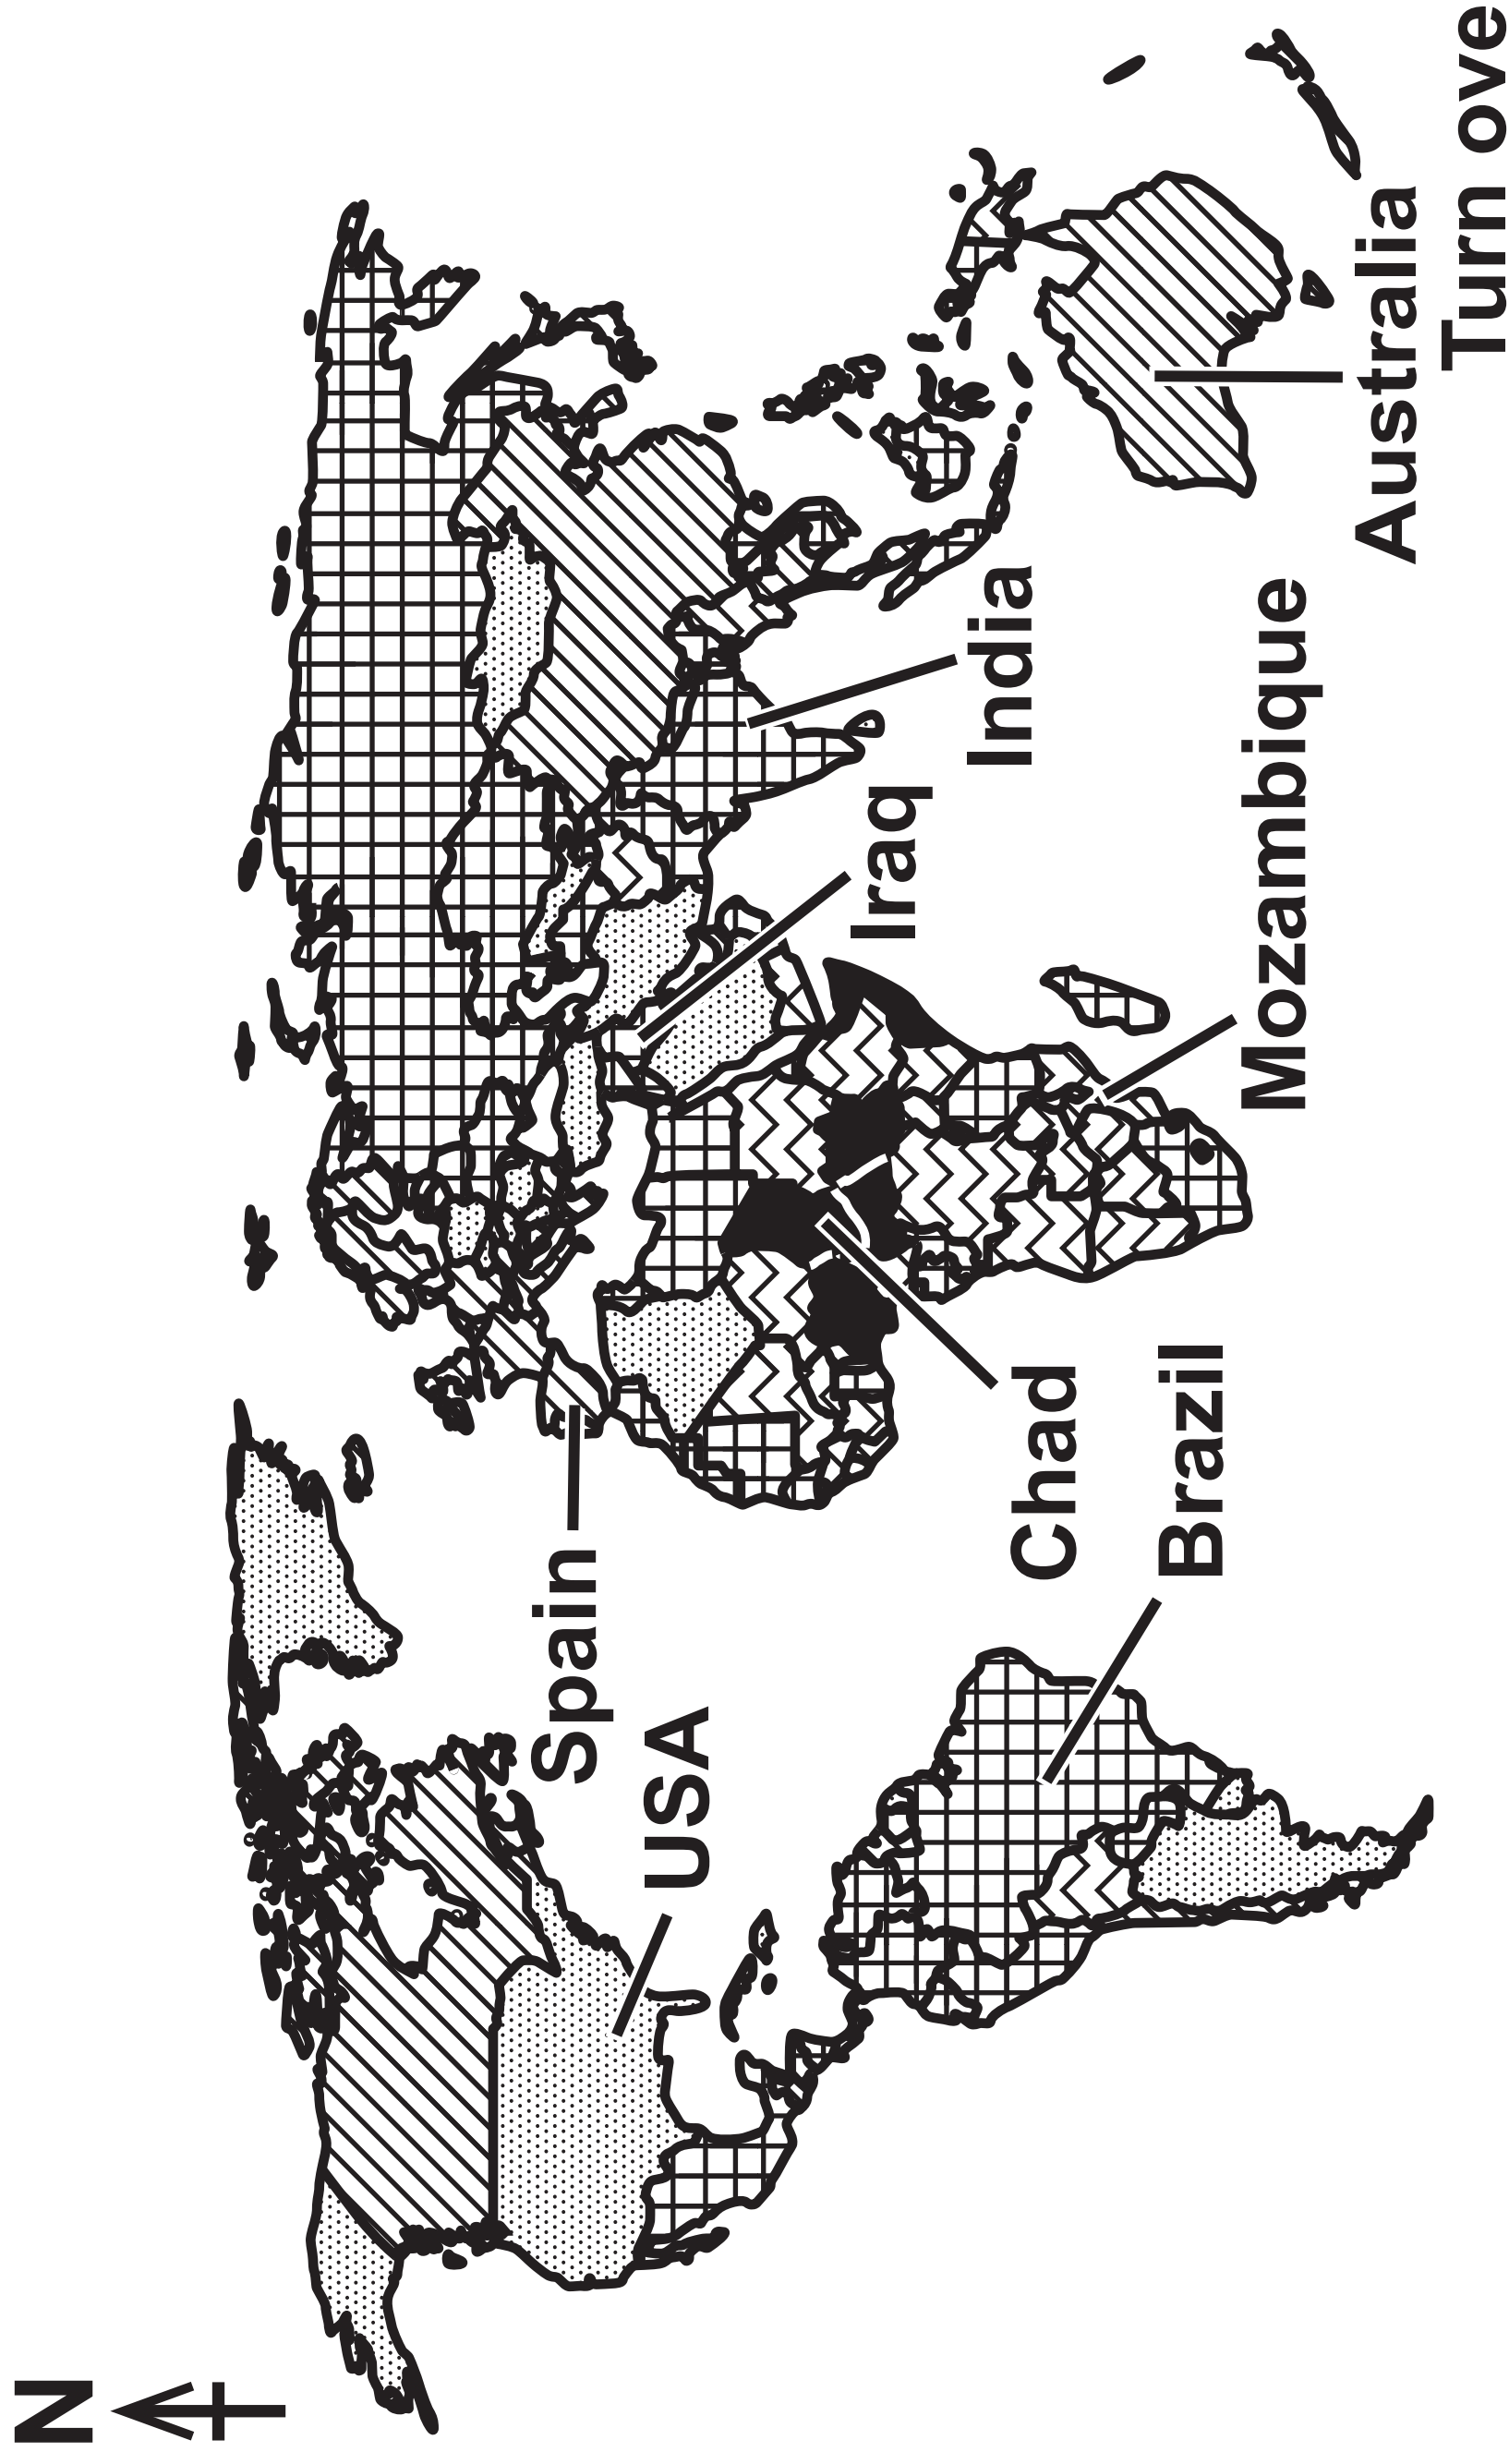 N
USA
Spain
Brazil
Chad
Iraq
Mozambique
India
Australia
Turn ove